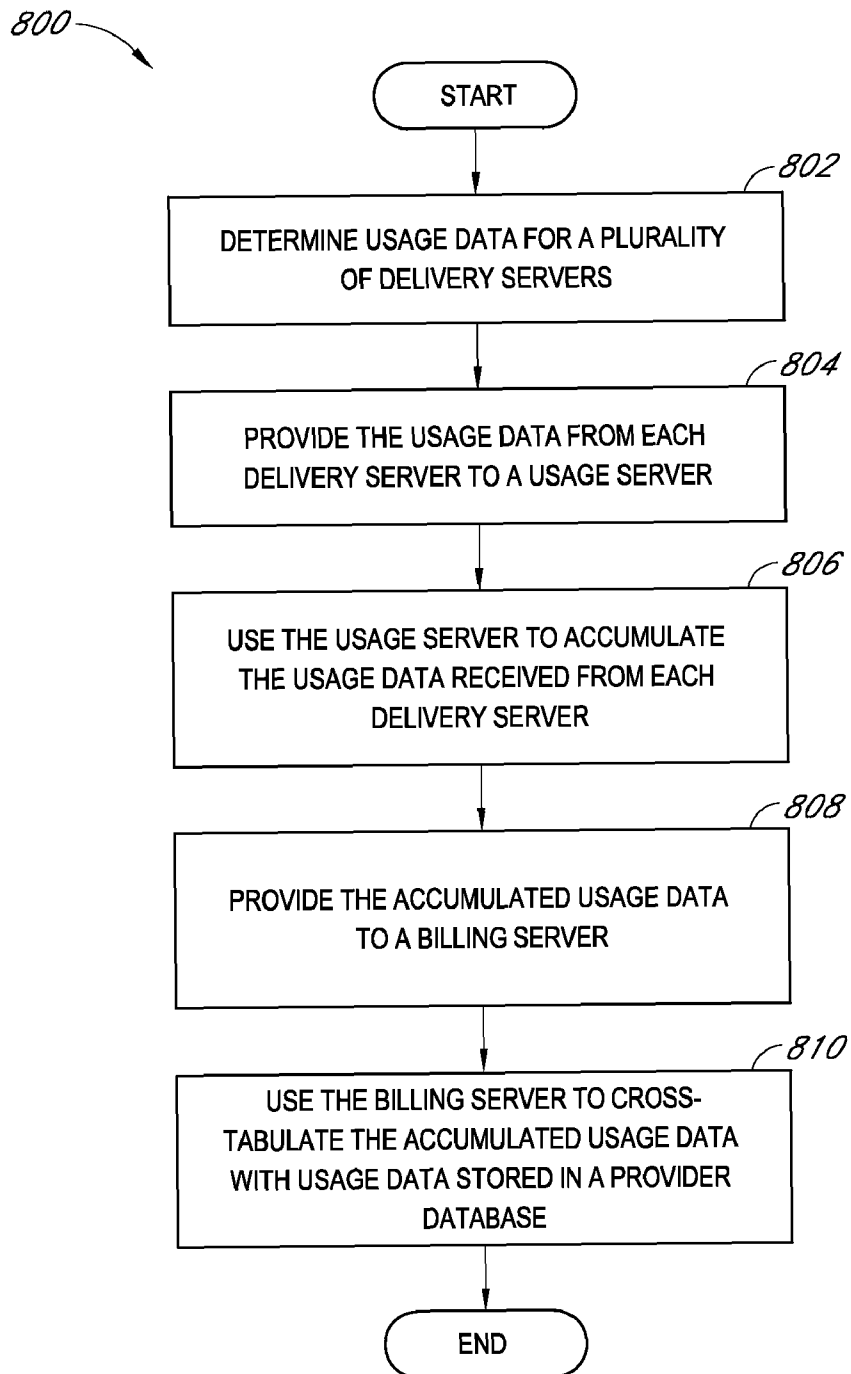 800
START
802
DETERMINE USAGE DATA FOR A PLURALITY
OF DELIVERY SERVERS
804
PROVIDE THE USAGE DATA FROM EACH
DELIVERY SERVER TO A USAGE SERVER
806
USE THE USAGE SERVER TO ACCUMULATE
THE USAGE DATA RECEIVED FROM EACH
DELIVERY SERVER
808
PROVIDE THE ACCUMULATED USAGE DATA
TO A BILLING SERVER
810
USE THE BILLING SERVER TO CROSS-
TABULATE THE ACCUMULATED USAGE DATA
WITH USAGE DATA STORED IN A PROVIDER
DATABASE
END